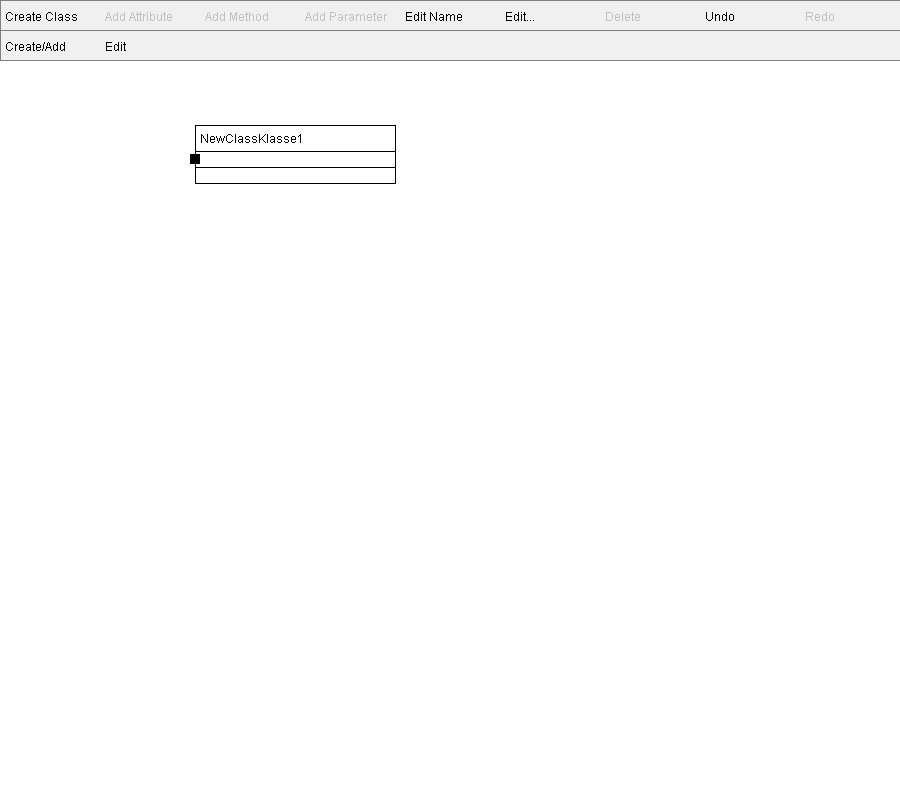 Create Class Add Attribute Add Method Add Parameter Edit Name Edit... Delete Undo Redo
Create/Add Edit
NewClassKlasse1